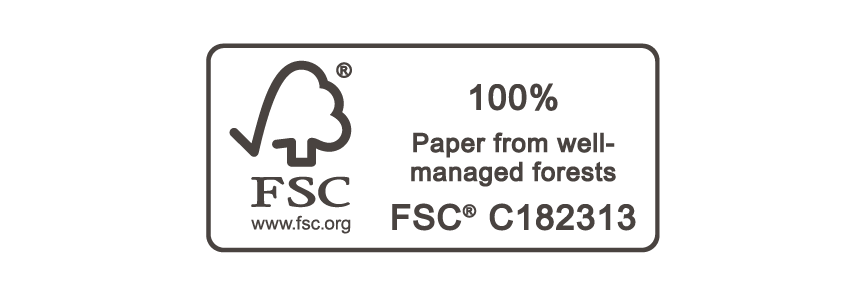 ®
FSC
www.fsc.org
100%
Paper from well-
managed forests
FSC® C182313